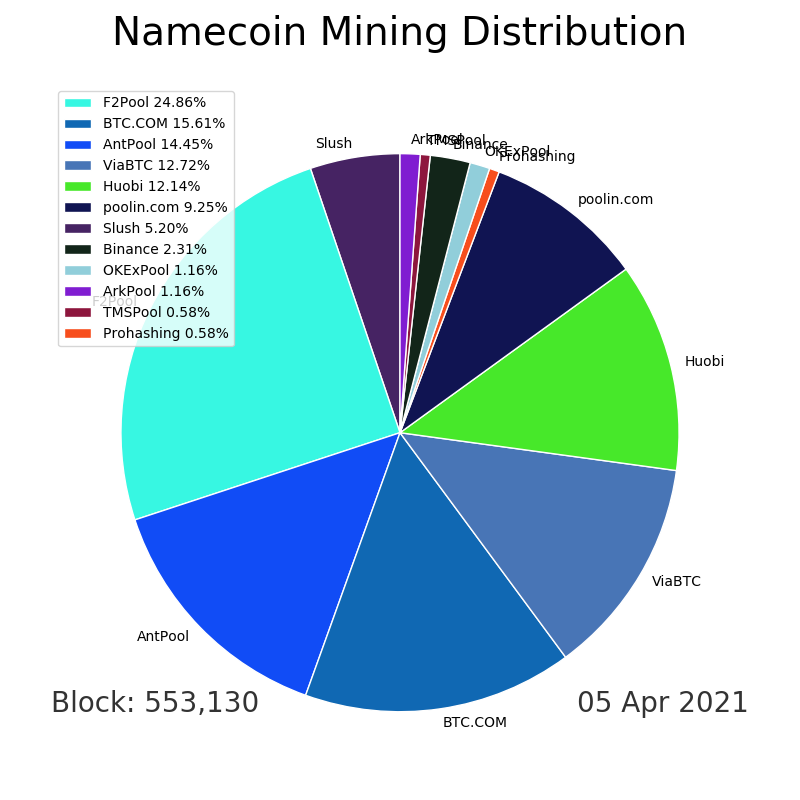 Namecoin Mining Distribution
F2Pool 24.86%
BTC.COM 15.61%
AntPool 14.45%
ViaBTC 12.72%
Huobi 12.14%
poolin.com 9.25%
Slush 5.20%
Binance 2.31%
OKExPool 1.16%
ArkPool 1.16%
TMSPool 0.58%
Prohashing 0.58%
Slush
ArkPool
TMSPool
Binance
OKExPool
Prohashing
poolin.com
F2Pool
Huobi
ViaBTC
AntPool
BTC.COM
Block: 553,130
05 Apr 2021